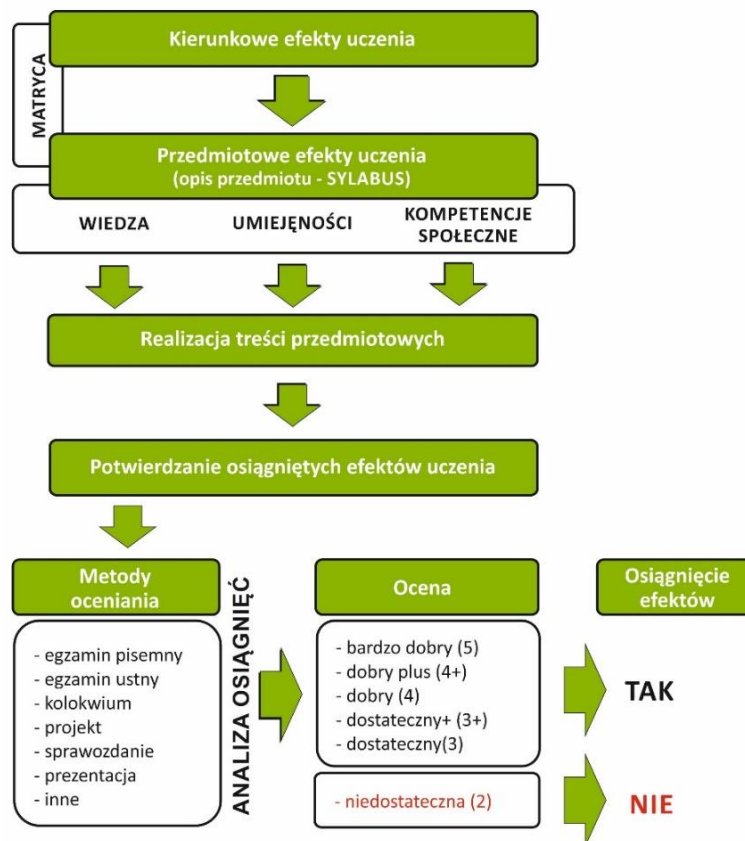 Kierunkowe efekty uczenia
MATRYCA
Przedmiotowe efekty uczenia
(opis przedmiotu - SYLABUS)
WIEDZA
UMIEJĘNOŚCI
KOMPETENCJE
SPOŁECZNE
Realizacja treści przedmiotowych
Potwierdzanie osiągniętych efektów uczenia
Metody
oceniania
- egzamin pisemny
- egzamin ustny
- kolokwium
- projekt
- sprawozdanie
- prezentacja
- inne
ANALIZA OSIĄGNIĘĆ
Ocena
- bardzo dobry (5)
- dobry plus (4+)
- dobry (4)
- dostateczny+ (3+)
- dostateczny(3)
- niedostateczna (2)
Osiągnięcie
efektów
TAK
NIE